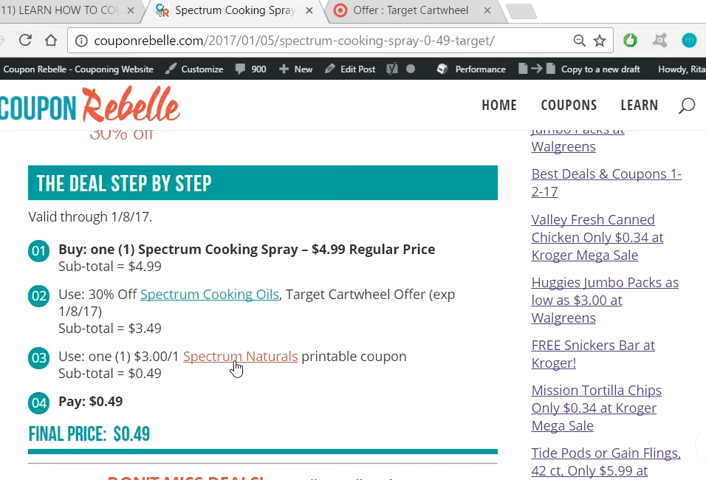 11) LEARN HOW TO CO
Spectrum Cooking Spray
Offer : Target Cartwheel
couponrebelle.com/2017/01/05/spectrum-cooking-spray-0-49-target/
Coupon Rebelle - Couponing Website Customize 900 New Edit Post Performance Copy to a new draft Howdy, Rita
COUPON Rebelle
HOME COUPONS LEARN
30% off
THE DEAL STEP BY STEP
Valid through 1/8/17.
01 Buy: one (1) Spectrum Cooking Spray – $4.99 Regular Price
Sub-total = $4.99
02 Use: 30% Off Spectrum Cooking Oils, Target Cartwheel Offer (exp
1/8/17)
Sub-total = $3.49
03 Use: one (1) $3.00/1 Spectrum Naturals printable coupon
Sub-total = $0.49
04 Pay: $0.49
FINAL PRICE: $0.49
DON'T MISS DEALS!
Jumbo Packs at
Walgreens
Best Deals & Coupons 1-
2-17
Valley Fresh Canned
Chicken Only $0.34 at
Kroger Mega Sale
Huggies Jumbo Packs as
low as $3.00 at
Walgreens
FREE Snickers Bar at
Kroger!
Mission Tortilla Chips
Only $0.34 at Kroger
Mega Sale
Tide Pods or Gain Flings,
42 ct, Only $5.99 at